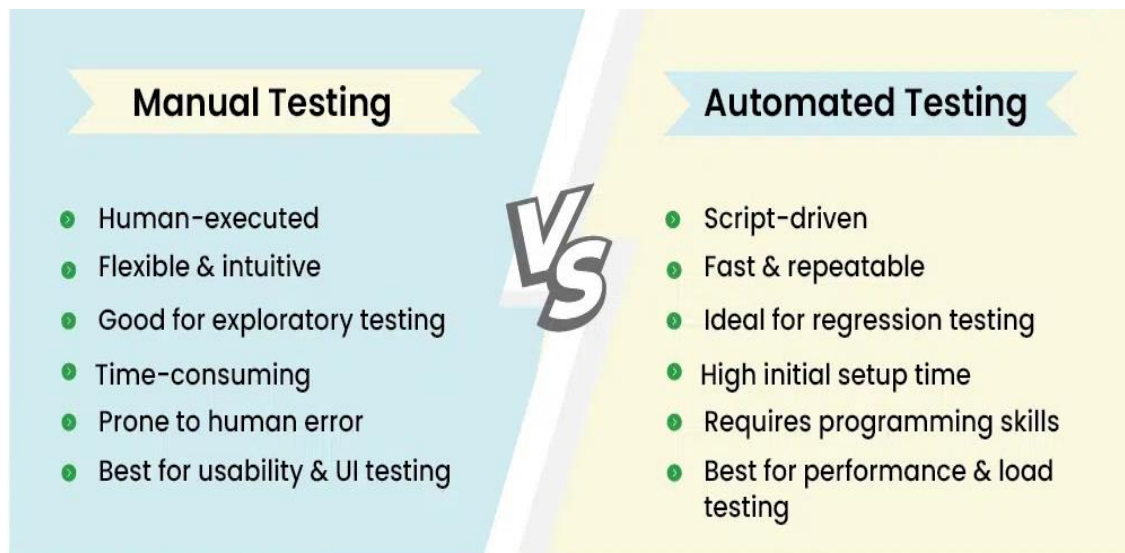 Manual Testing
Human-executed
Flexible & intuitive
Good for exploratory testing
Time-consuming
Prone to human error
Best for usability & UI testing
VS
Automated Testing
Script-driven
Fast & repeatable
Ideal for regression testing
High initial setup time
Requires programming skills
Best for performance & load
testing